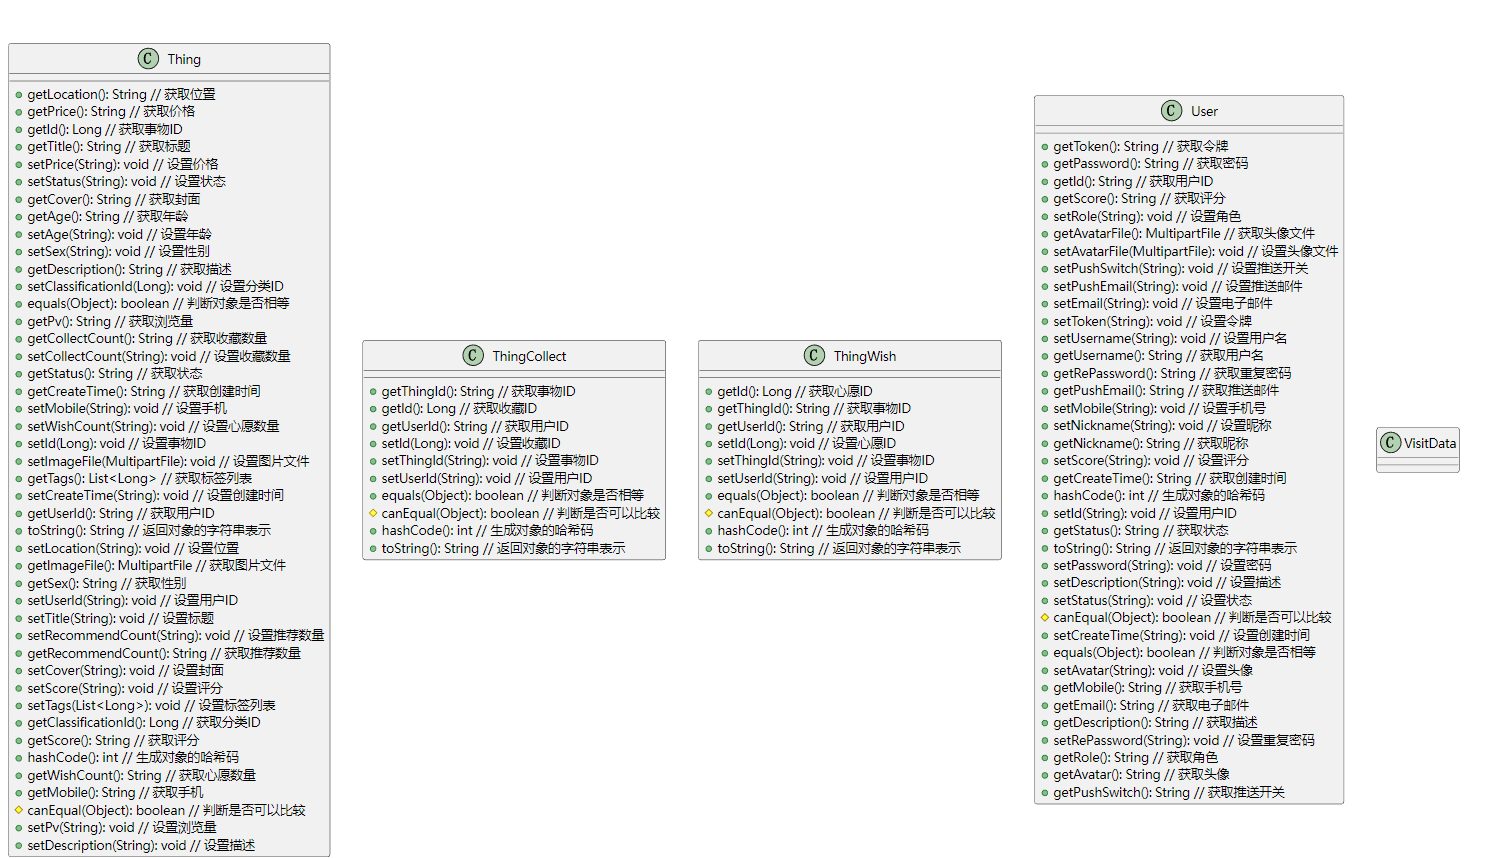 Thing
getLocation(): String // 获取位置
getPrice(): String // 获取价格
getId(): Long // 获取事物ID
getTitle(): String // 获取标题
setPrice(String): void // 设置价格
setStatus(String): void // 设置状态
getCover(): String // 获取封面
getAge(): String // 获取年龄
setAge(String): void // 设置年龄
setSex(String): void // 设置性别
getDescription(): String // 获取描述
setClassificationId(Long): void // 设置分类ID
equals(Object): boolean // 判断对象是否相等
getPv(): String // 获取浏览量
getCollectCount(): String // 获取收藏数量
setCollectCount(String): void // 设置收藏数量
getStatus(): String // 获取状态
getCreateTime(): String // 获取创建时间
setMobile(String): void // 设置手机
setWishCount(String): void // 设置心愿数量
setId(Long): void // 设置事物ID
setImageFile(MultipartFile): void // 设置图片文件
getTags(): List<Long> // 获取标签列表
setCreateTime(String): void // 设置创建时间
getUserId(): String // 获取用户ID
toString(): String // 返回对象的字符串表示
setLocation(String): void // 设置位置
getImageFile(): MultipartFile // 获取图片文件
getSex(): String // 获取性别
setUserId(String): void // 设置用户ID
setTitle(String): void // 设置标题
setRecommendCount(String): void // 设置推荐数量
getRecommendCount(): String // 获取推荐数量
setCover(String): void // 设置封面
setScore(String): void // 设置评分
setTags(List<Long>): void // 设置标签列表
getClassificationId(): Long // 获取分类ID
getScore(): String // 获取评分
hashCode(): int // 生成对象的哈希码
getWishCount(): String // 获取心愿数量
getMobile(): String // 获取手机
canEqual(Object): boolean // 判断是否可以比较
setPv(String): void // 设置浏览量
setDescription(String): void // 设置描述
ThingCollect
getThingId(): String // 获取事物ID
getId(): Long // 获取收藏ID
getUserId(): String // 获取用户ID
setId(Long): void // 设置收藏ID
setThingId(String): void // 设置事物ID
setUserId(String): void // 设置用户ID
equals(Object): boolean // 判断对象是否相等
canEqual(Object): boolean // 判断是否可以比较
hashCode(): int // 生成对象的哈希码
toString(): String // 返回对象的字符串表示
ThingWish
getId(): Long // 获取心愿ID
getThingId(): String // 获取事物ID
getUserId(): String // 获取用户ID
setId(Long): void // 设置心愿ID
setThingId(String): void // 设置事物ID
setUserId(String): void // 设置用户ID
equals(Object): boolean // 判断对象是否相等
canEqual(Object): boolean // 判断是否可以比较
hashCode(): int // 生成对象的哈希码
toString(): String // 返回对象的字符串表示
User
getToken(): String // 获取令牌
getPassword(): String // 获取密码
getId(): String // 获取用户ID
getScore(): String // 获取评分
setRole(String): void // 设置角色
getAvatarFile(): MultipartFile // 获取头像文件
setAvatarFile(MultipartFile): void // 设置头像文件
setPushSwitch(String): void // 设置推送开关
setPushEmail(String): void // 设置推送邮件
setEmail(String): void // 设置电子邮件
setToken(String): void // 设置令牌
setUsername(String): void // 设置用户名
getUsername(): String // 获取用户名
getRePassword(): String // 获取重复密码
getPushEmail(): String // 获取推送邮件
setMobile(String): void // 设置手机号
setNickname(String): void // 设置昵称
getNickname(): String // 获取昵称
setScore(String): void // 设置评分
getCreateTime(): String // 获取创建时间
hashCode(): int // 生成对象的哈希码
setId(String): void // 设置用户ID
getStatus(): String // 获取状态
toString(): String // 返回对象的字符串表示
setPassword(String): void // 设置密码
setDescription(String): void // 设置描述
setStatus(String): void // 设置状态
canEqual(Object): boolean // 判断是否可以比较
setCreateTime(String): void // 设置创建时间
equals(Object): boolean // 判断对象是否相等
setAvatar(String): void // 设置头像
getMobile(): String // 获取手机号
getEmail(): String // 获取电子邮件
getDescription(): String // 获取描述
setRePassword(String): void // 设置重复密码
getRole(): String // 获取角色
getAvatar(): String // 获取头像
getPushSwitch(): String // 获取推送开关
VisitData